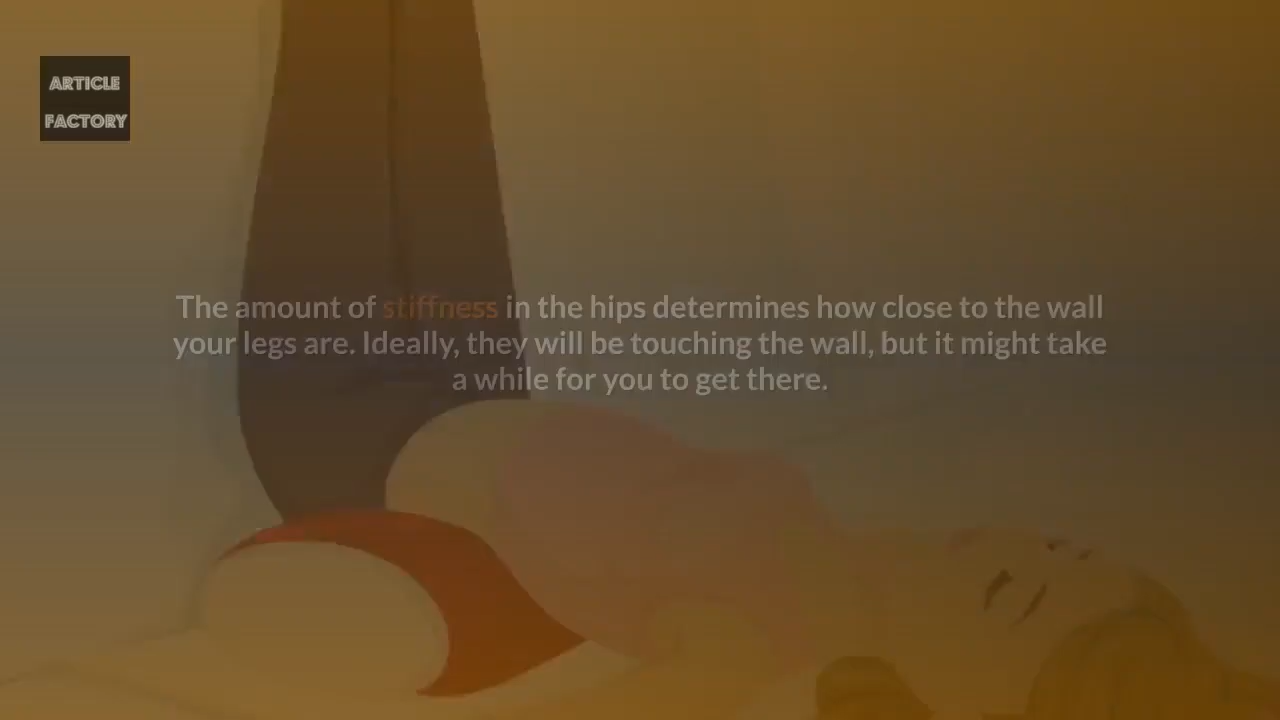 ARTICLE
FACTORY
The amount of stiffness in the hips determines how close to the wall
your legs are. Ideally, they will be touching the wall, but it might take
a while for you to get there.